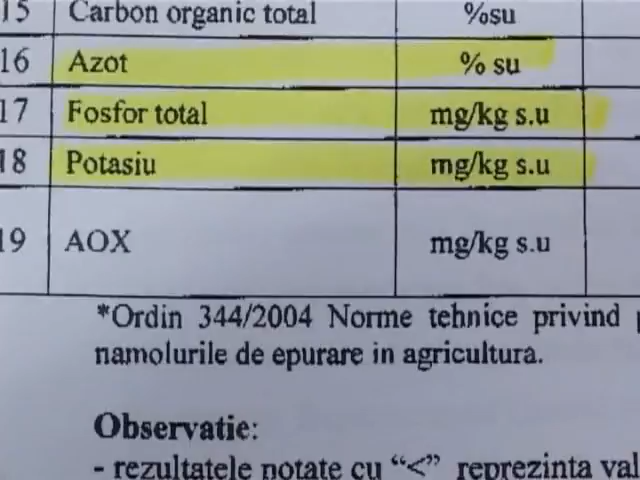 15 Carbon organic total %su
16 Azot % su
17 Fosfor total mg/kg s.u
18 Potasiu mg/kg s.u
19 AOX mg/kg s.u
*Ordin 344/2004 Norme tehnice privind
namolurile de epurare in agricultura.
Observatie:
- rezultatele notate cu “<” reprezinta